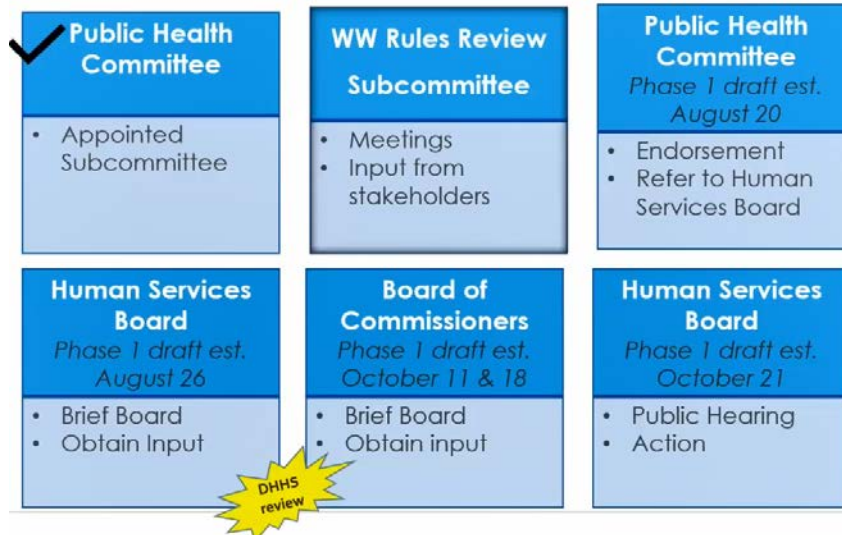 Public Health
Committee
• Appointed
Subcommittee
WW Rules Review
Subcommittee
• Meetings
• Input from
stakeholders
Public Health
Committee
Phase 1 draft est.
August 20
• Endorsement
• Refer to Human
Services Board
Human Services
Board
Phase 1 draft est.
August 26
• Brief Board
• Obtain Input
DHHS
review
Board of
Commissioners
Phase 1 draft est.
October 11 & 18
• Brief Board
• Obtain input
Human Services
Board
Phase 1 draft est.
October 21
• Public Hearing
• Action